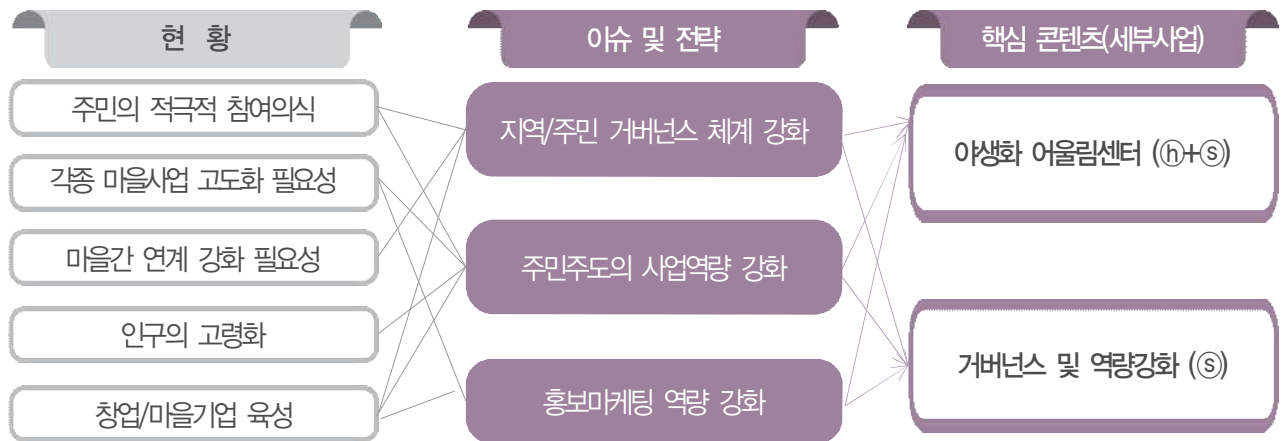 현 황
이슈 및 전략
핵심 콘텐츠(세부사업)
주민의 적극적 참여의식
각종 마을사업 고도화 필요성
마을간 연계 강화 필요성
인구의 고령화
창업/마을기업 육성
지역/주민 거버넌스 체계 강화
주민주도의 사업역량 강화
홍보마케팅 역량 강화
야생화 어울림센터 (ⓗ+ⓢ)
거버넌스 및 역량강화 (ⓢ)